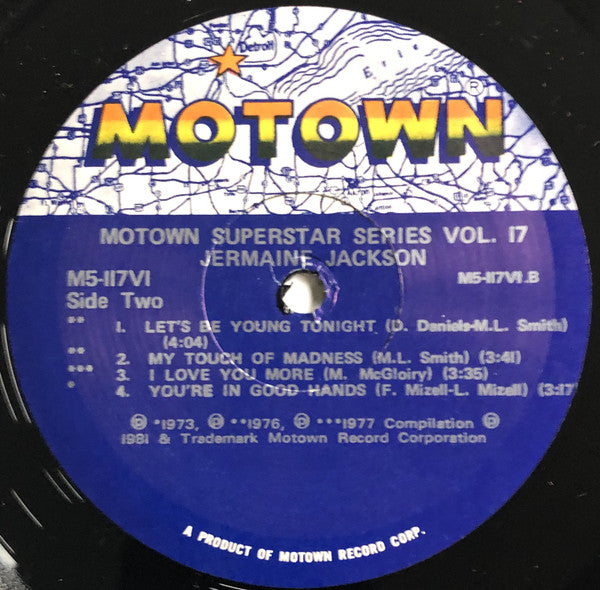 Detroit
Erie
MOTOWN®
MOTOWN SUPERSTAR SERIES VOL. 17
JERMAINE JACKSON
M5-117V1 M5-117V1.B
Side Two
** 1. LET'S BE YOUNG TONIGHT (D. Daniels-M.L. Smith)
(4:04)
** 2. MY TOUCH OF MADNESS (M.L. Smith) (3:41)
*** 3. I LOVE YOU MORE (M. McGloiry) (3:35)
* 4. YOU'RE IN GOOD HANDS (F. Mizell-L. Mizell) (3:17
℗ *1973, ℗ **1976, ℗ ***1977 Compilation ℗
1981 & Trademark Motown Record Corporation
A PRODUCT OF MOTOWN RECORD CORP.